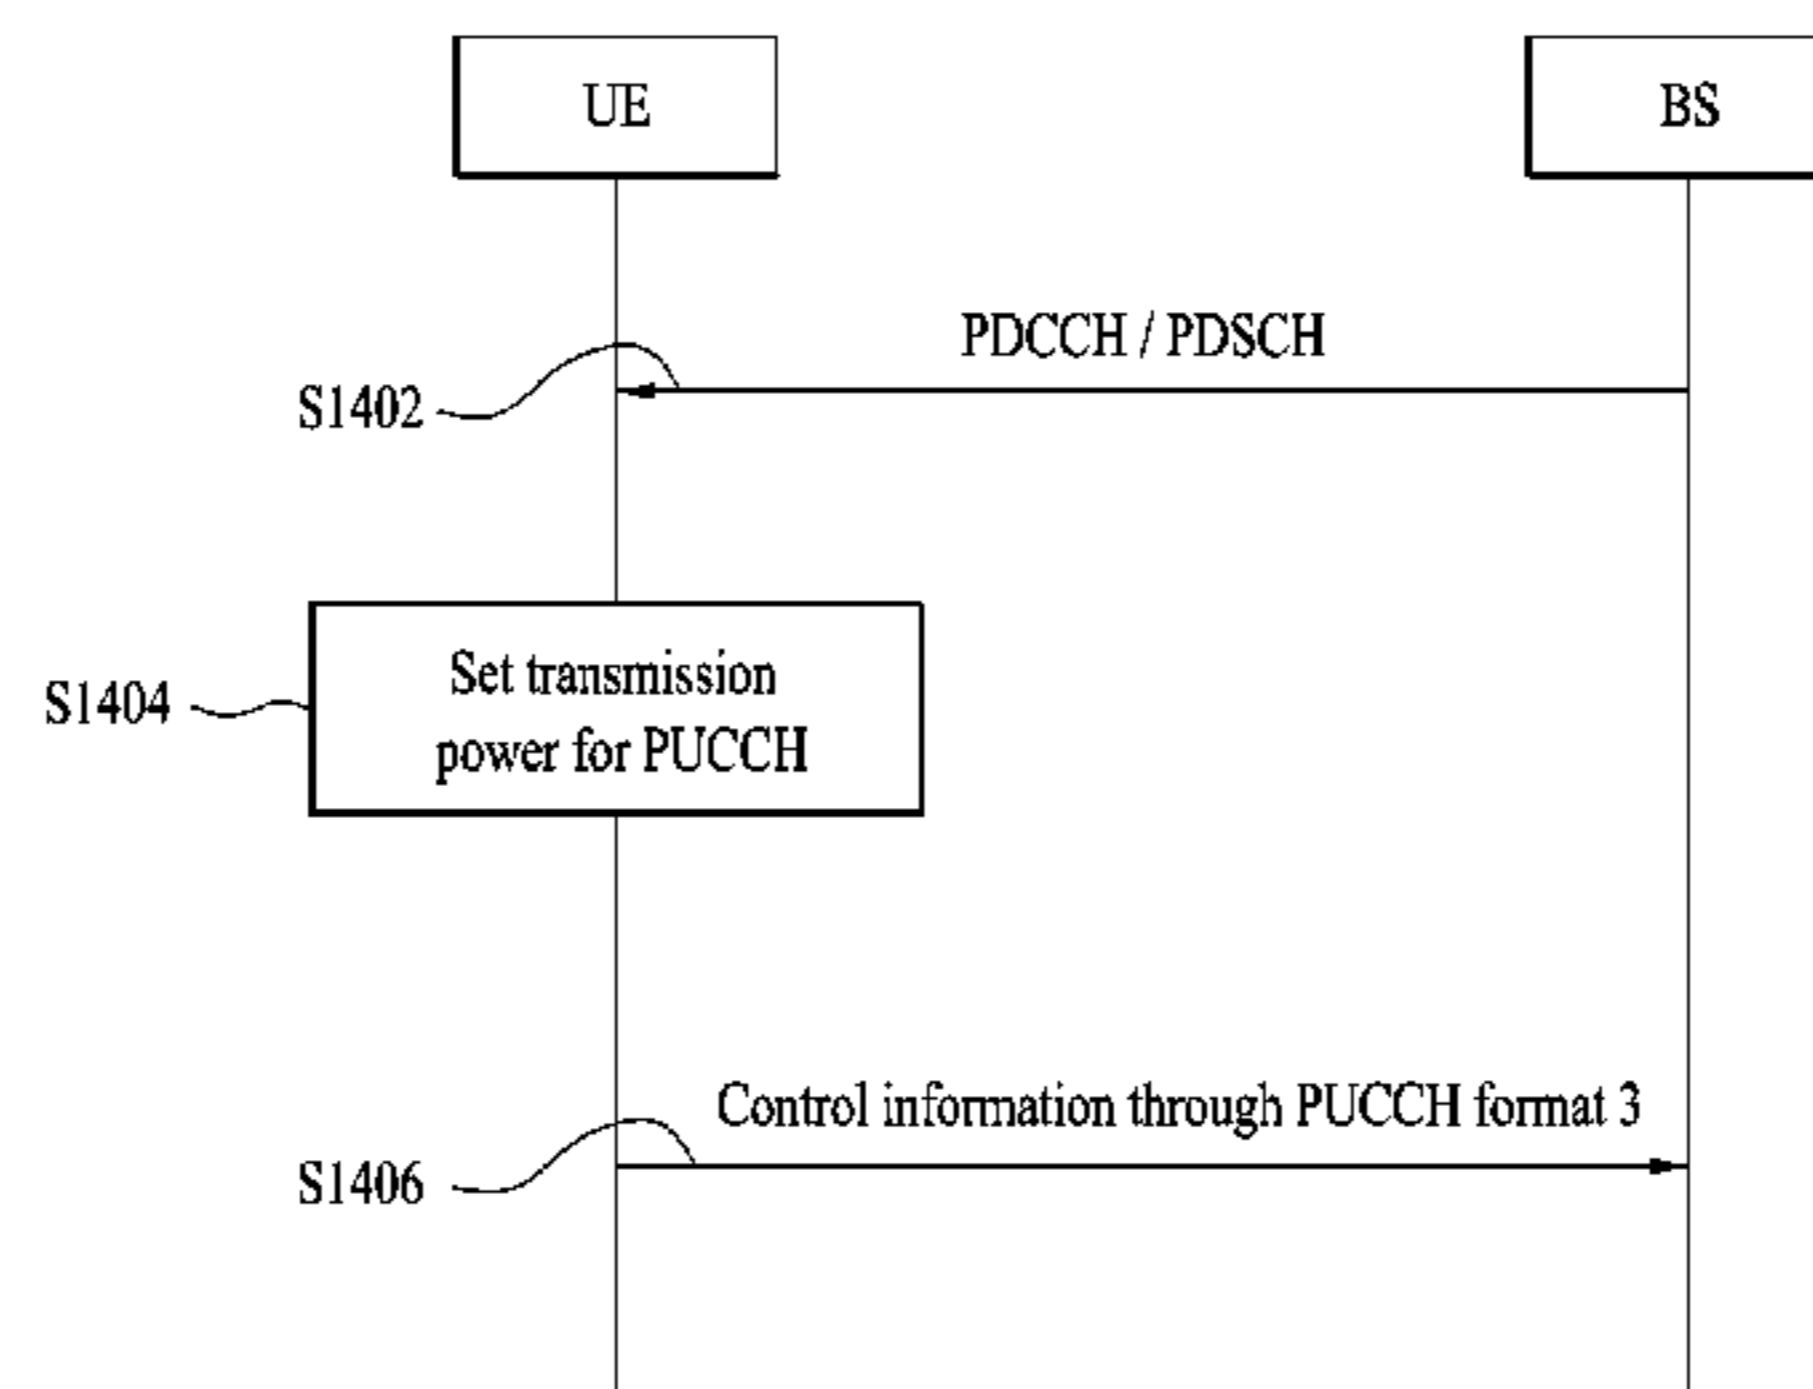 UE
BS
PDCCH / PDSCH
S1402
Set transmission
S1404
power for PUCCH
Control information through PUCCH format 3
S1406